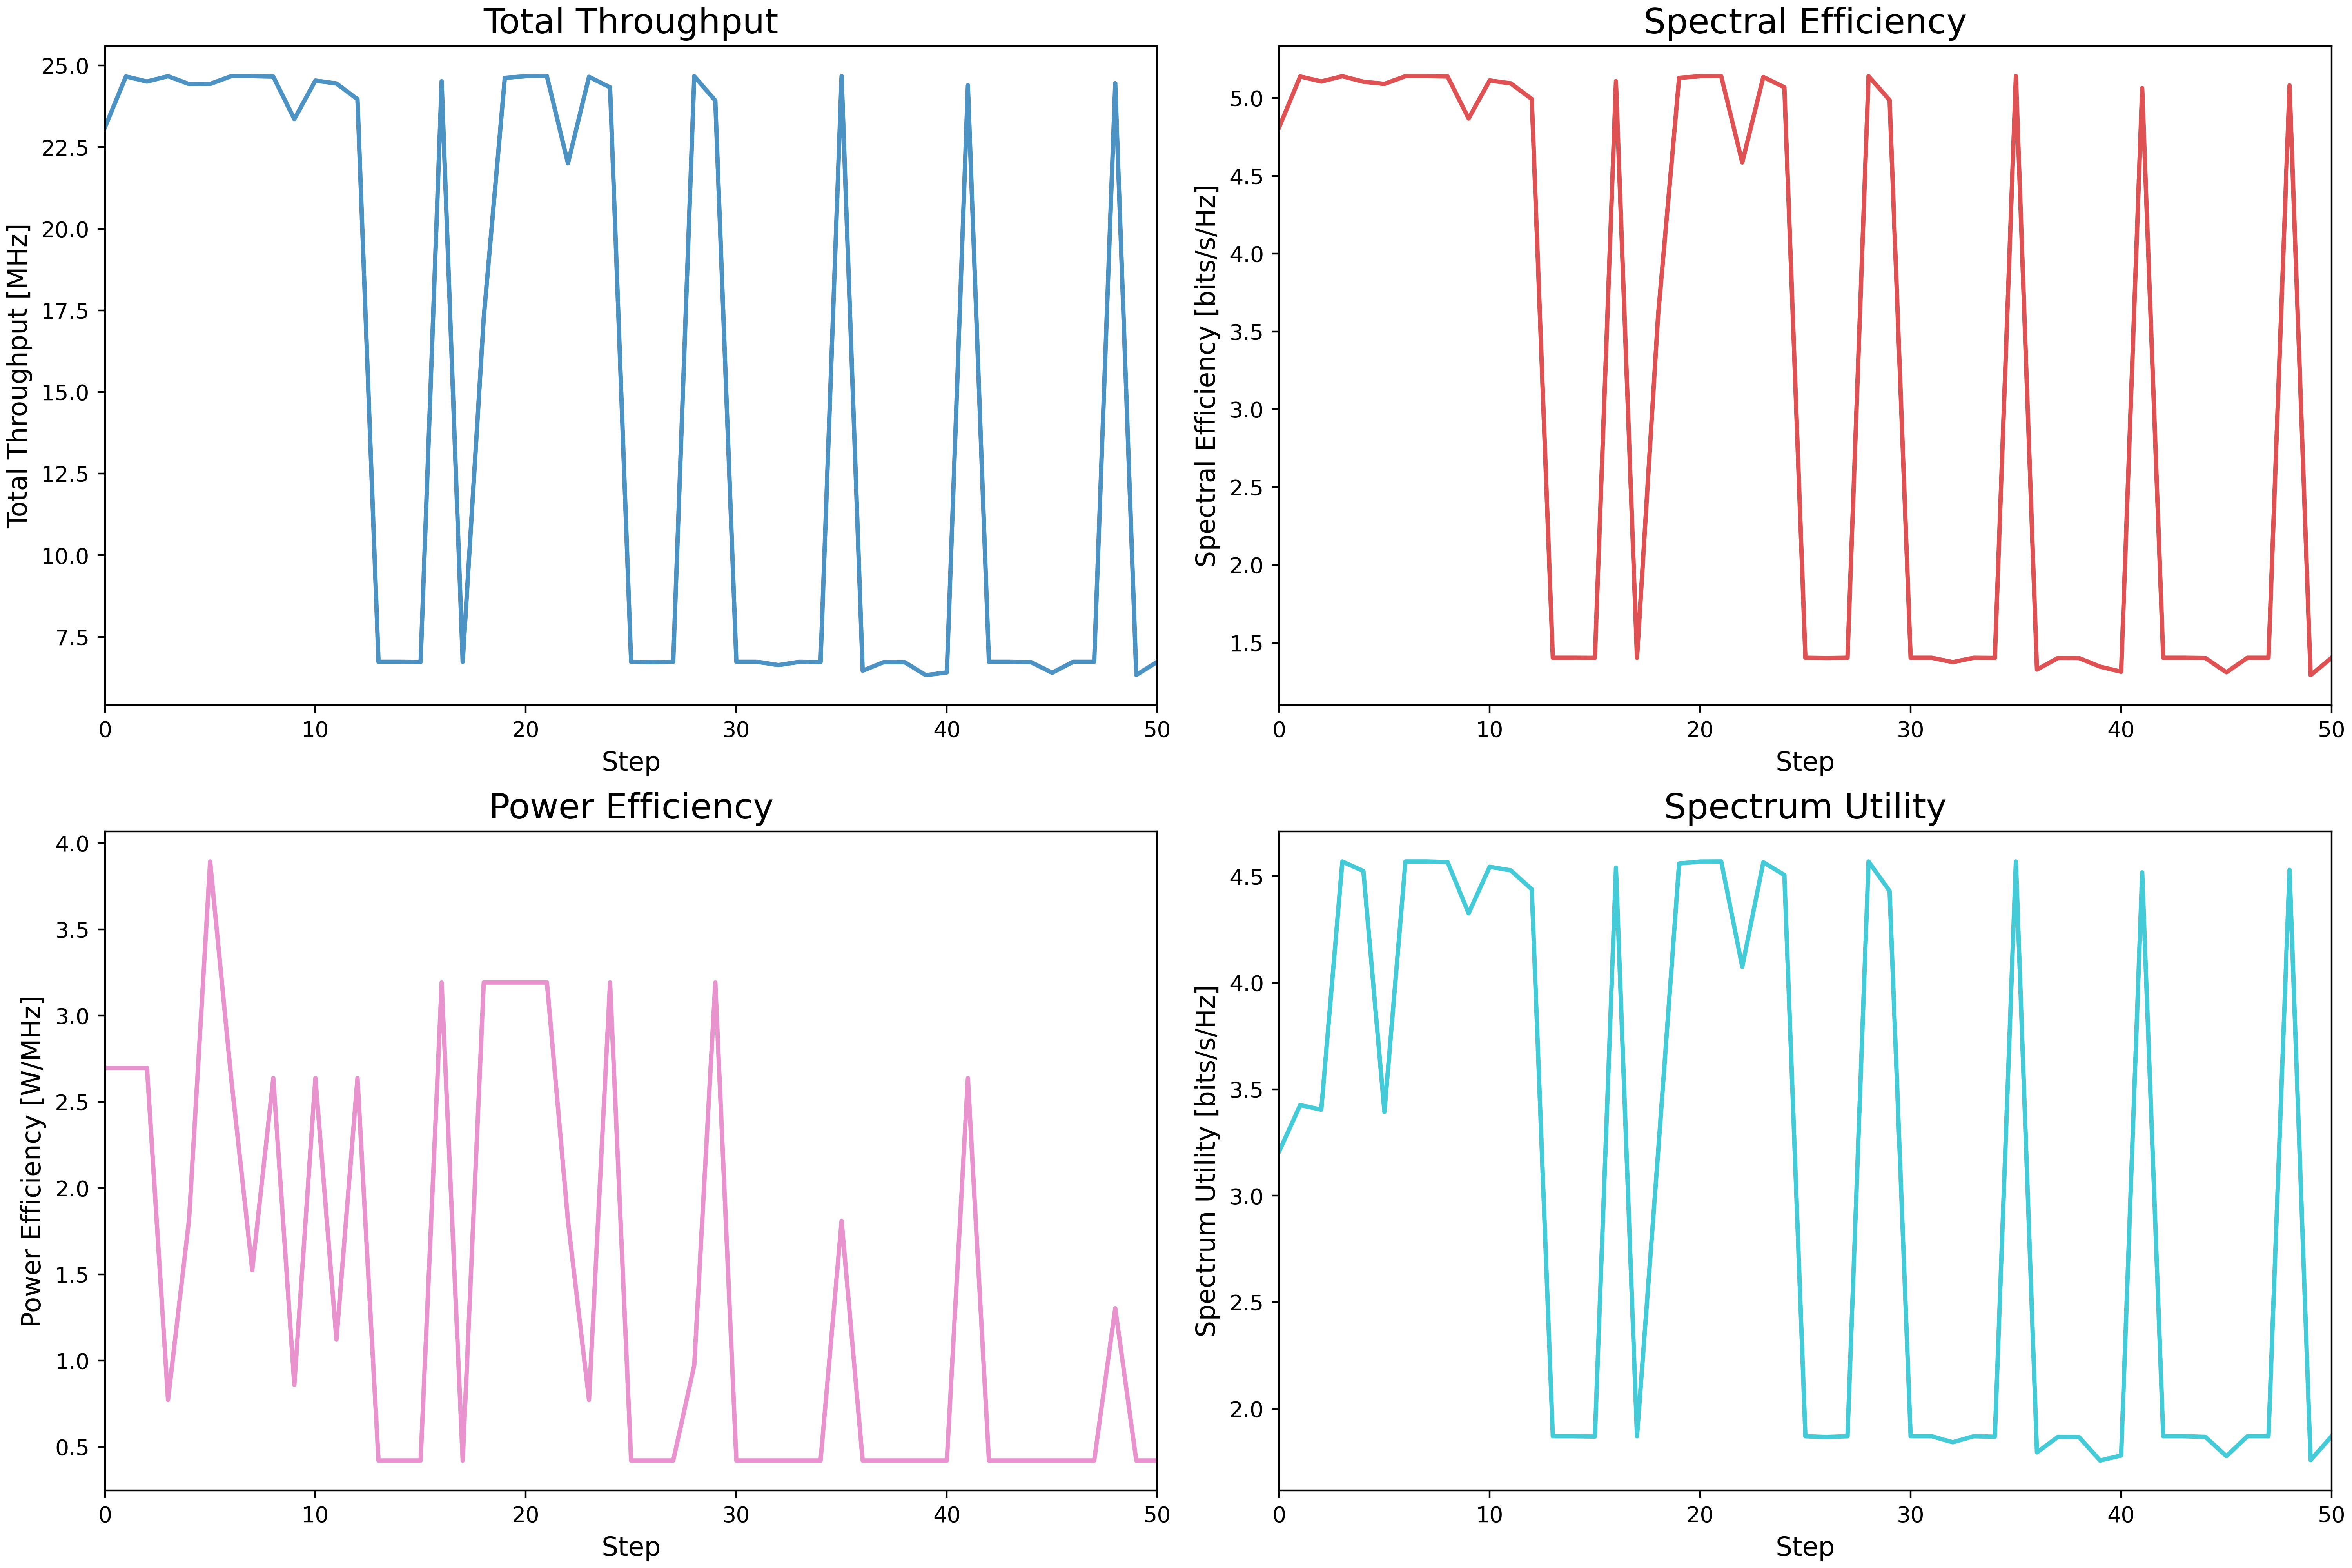 Total Throughput
Total Throughput [MHz]
25.0
22.5
20.0
17.5
15.0
12.5
10.0
7.5
0 10 20 30 40 50
Step
Spectral Efficiency
Spectral Efficiency [bits/s/Hz]
5.0
4.5
4.0
3.5
3.0
2.5
2.0
1.5
0 10 20 30 40 50
Step
Power Efficiency
Power Efficiency [W/MHz]
4.0
3.5
3.0
2.5
2.0
1.5
1.0
0.5
0 10 20 30 40 50
Step
Spectrum Utility
Spectrum Utility [bits/s/Hz]
4.5
4.0
3.5
3.0
2.5
2.0
0 10 20 30 40 50
Step